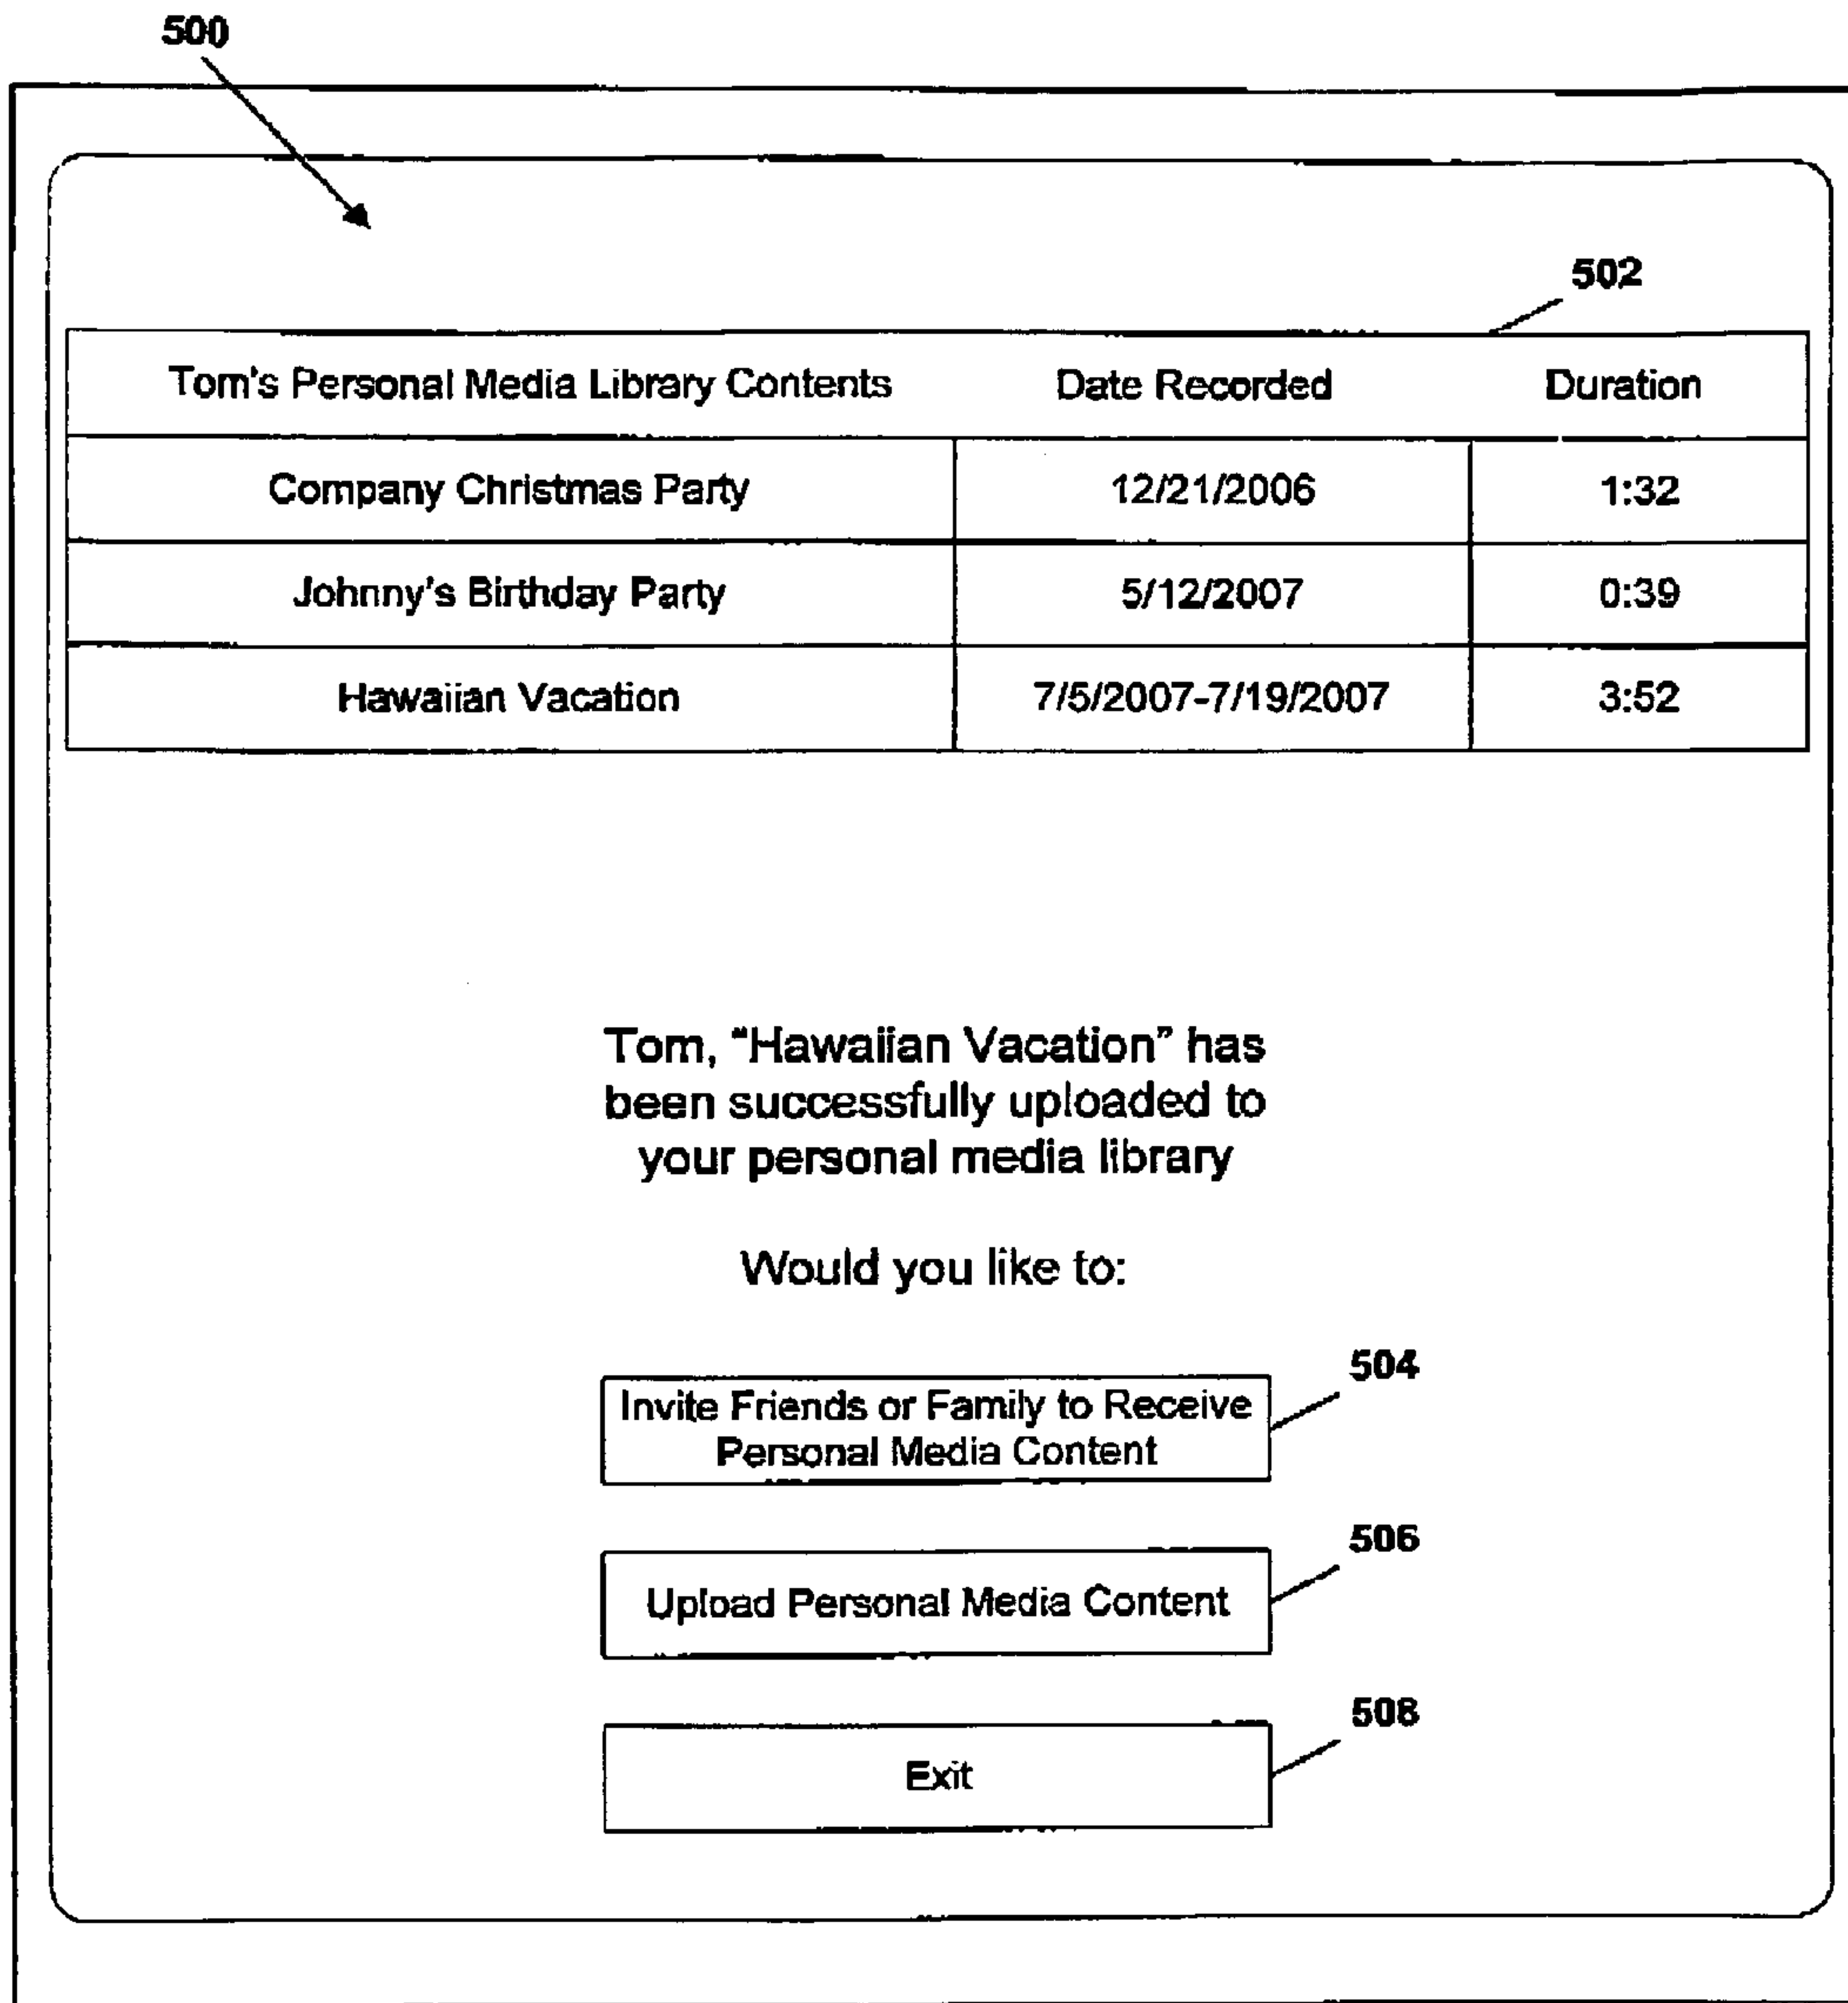 500
502
Tom's Personal Media Library Contents Date Recorded Duration
Company Christmas Party 12/21/2006 1:32
Johnny's Birthday Party 5/12/2007 0:39
Hawaiian Vacation 7/5/2007-7/19/2007 3:52
Tom, "Hawaiian Vacation” has
been successfully uploaded to
your personal media library
Would you like to:
504
Invite Friends or Family to Receive
Personal Media Content
506
Upload Personal Media Content
508
Exit